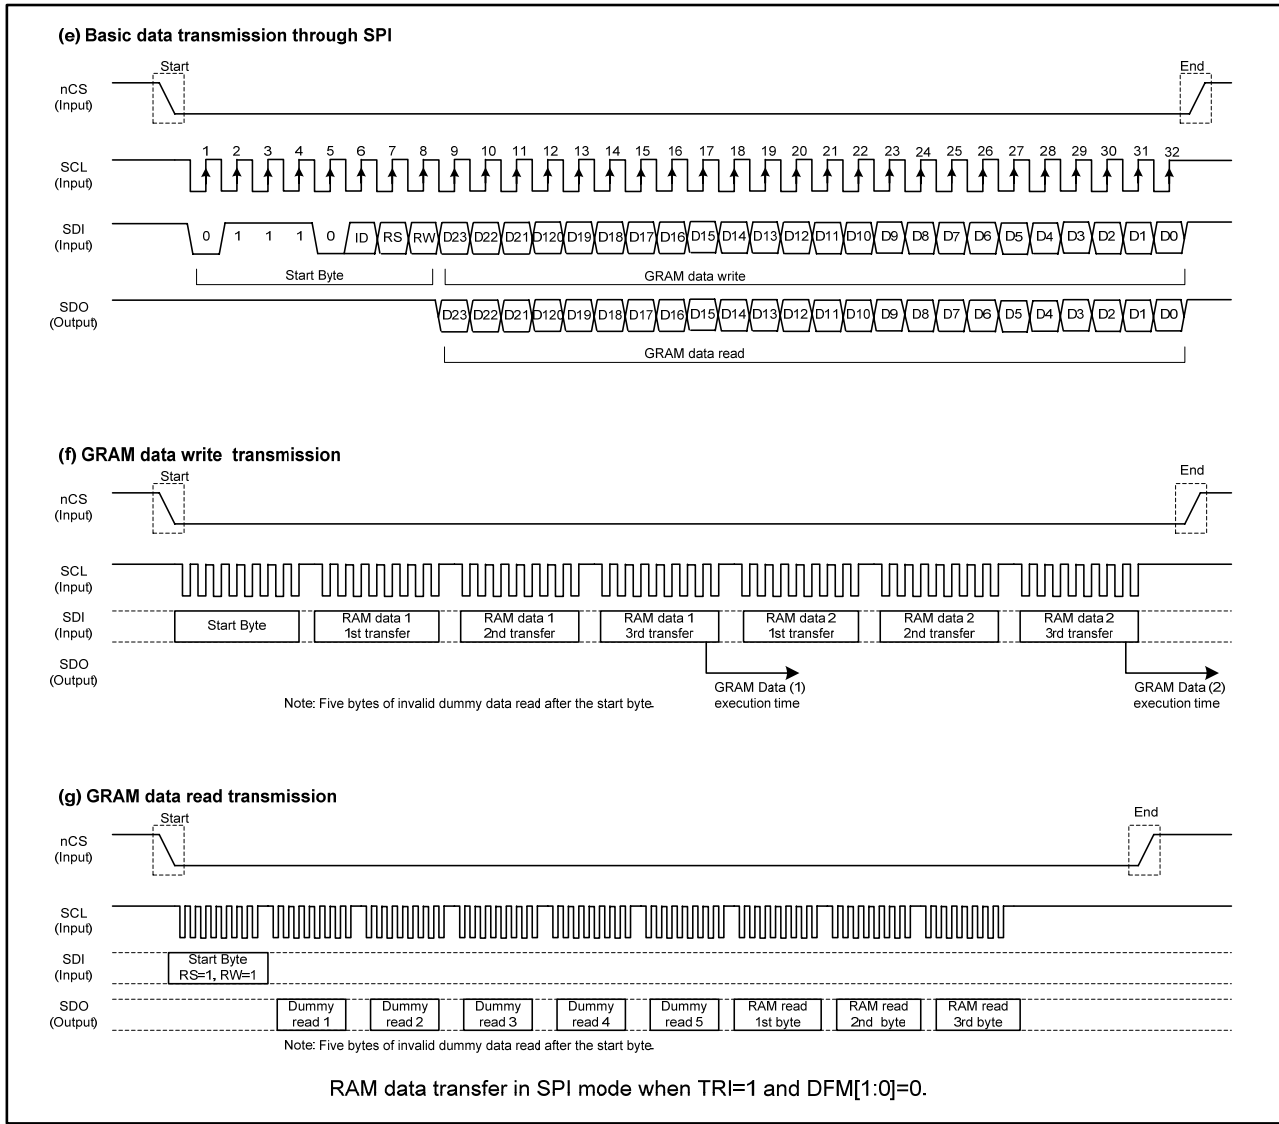 (e) Basic data transmission through SPI
Start
End
nCS
(Input)
1 2 3 4 5 6 7 8 9 10 11 12 13 14 15 16 17 18 19 20 21 22 23 24 25 26 27 28 29 30 31 32
SCL
(Input)
SDI
(Input)
0 1 1 1 0 ID RS RW D23 D22 D21 D120 D19 D18 D17 D16 D15 D14 D13 D12 D11 D10 D9 D8 D7 D6 D5 D4 D3 D2 D1 D0
Start Byte
GRAM data write
SDO
(Output)
D23 D22 D21 D120 D19 D18 D17 D16 D15 D14 D13 D12 D11 D10 D9 D8 D7 D6 D5 D4 D3 D2 D1 D0
GRAM data read
(f) GRAM data write transmission
Start
End
nCS
(Input)
SCL
(Input)
SDI
(Input)
Start Byte
RAM data 1
1st transfer
RAM data 1
2nd transfer
RAM data 1
3rd transfer
RAM data 2
1st transfer
RAM data 2
2nd transfer
RAM data 2
3rd transfer
SDO
(Output)
GRAM Data (1)
execution time
GRAM Data (2)
execution time
Note: Five bytes of invalid dummy data read after the start byte.
(g) GRAM data read transmission
Start
End
nCS
(Input)
SCL
(Input)
SDI
(Input)
Start Byte
RS=1, RW=1
SDO
(Output)
Dummy
read 1
Dummy
read 2
Dummy
read 3
Dummy
read 4
Dummy
read 5
RAM read
1st byte
RAM read
2nd byte
RAM read
3rd byte
Note: Five bytes of invalid dummy data read after the start byte.
RAM data transfer in SPI mode when TRI=1 and DFM[1:0]=0.